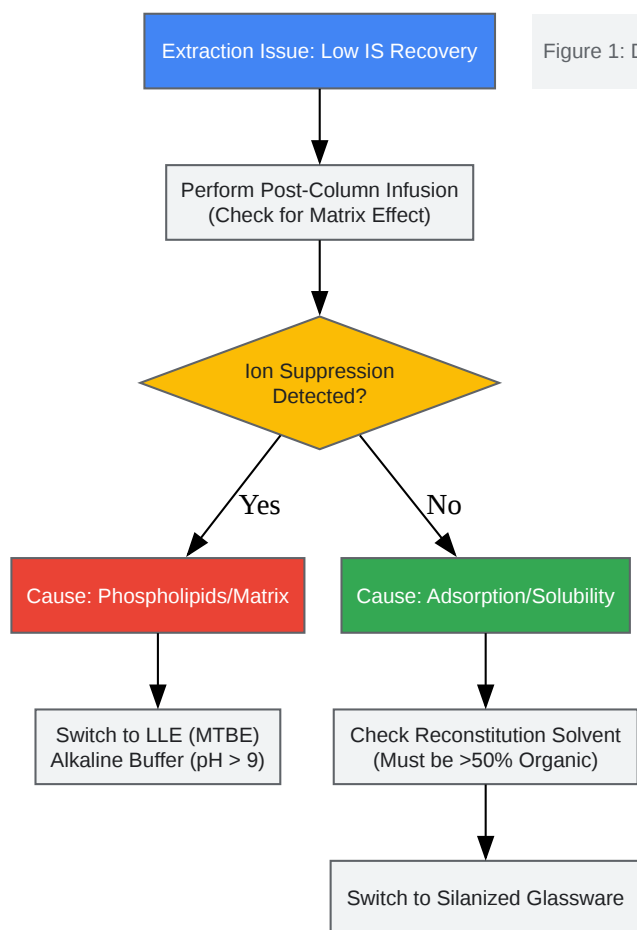 Extraction Issue: Low IS Recovery
Figure 1: D
Perform Post-Column Infusion
(Check for Matrix Effect)
Ion Suppression
Detected?
Yes
No
Cause: Phospholipids/Matrix
Cause: Adsorption/Solubility
Switch to LLE (MTBE)
Alkaline Buffer (pH > 9)
Check Reconstitution Solvent
(Must be >50% Organic)
Switch to Silanized Glassware